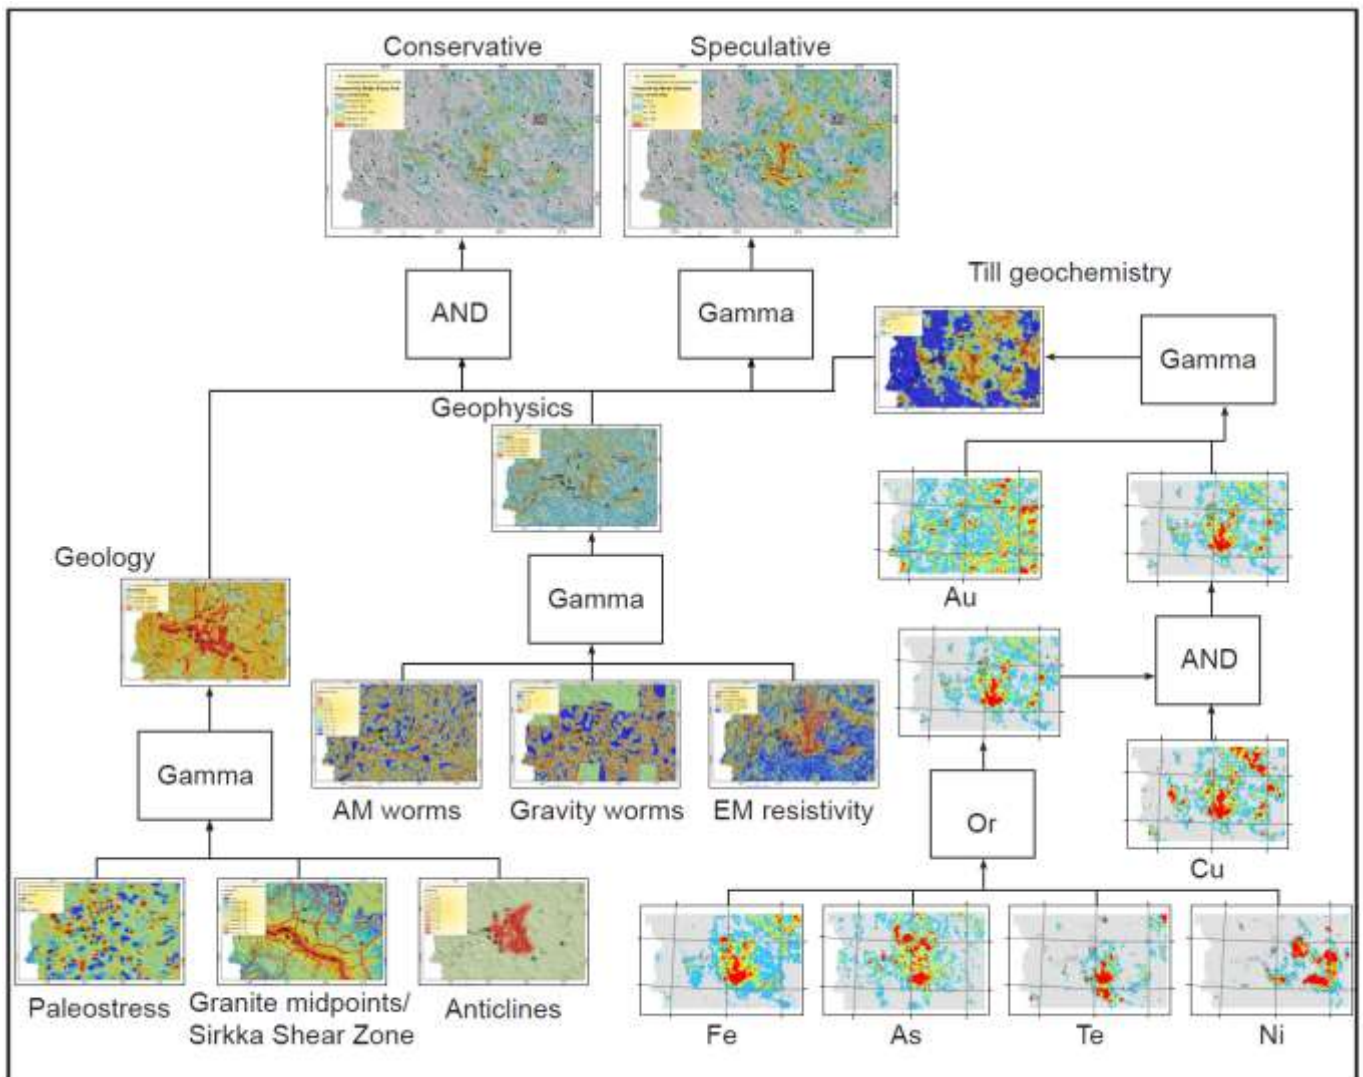 Conservative
Speculative
AND
Gamma
Till geochemistry
Gamma
Geophysics
Geology
Gamma
Au
AND
Gamma
AM worms
Gravity worms
EM resistivity
Or
Cu
Paleostress
Granite midpoints/
Sirkka Shear Zone
Anticlines
Fe
As
Te
Ni